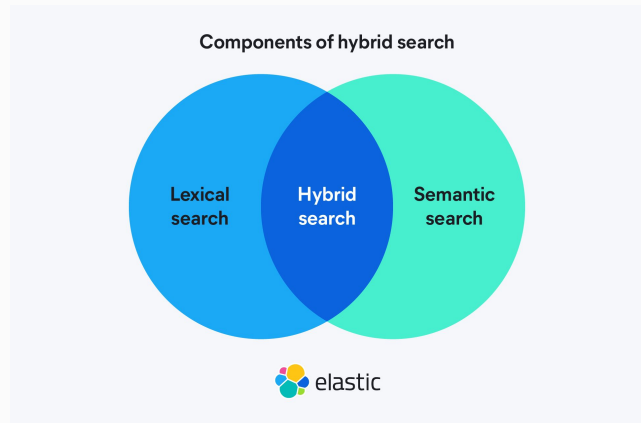 Components of hybrid search
Lexical
search
Hybrid
search
Semantic
search
elastic